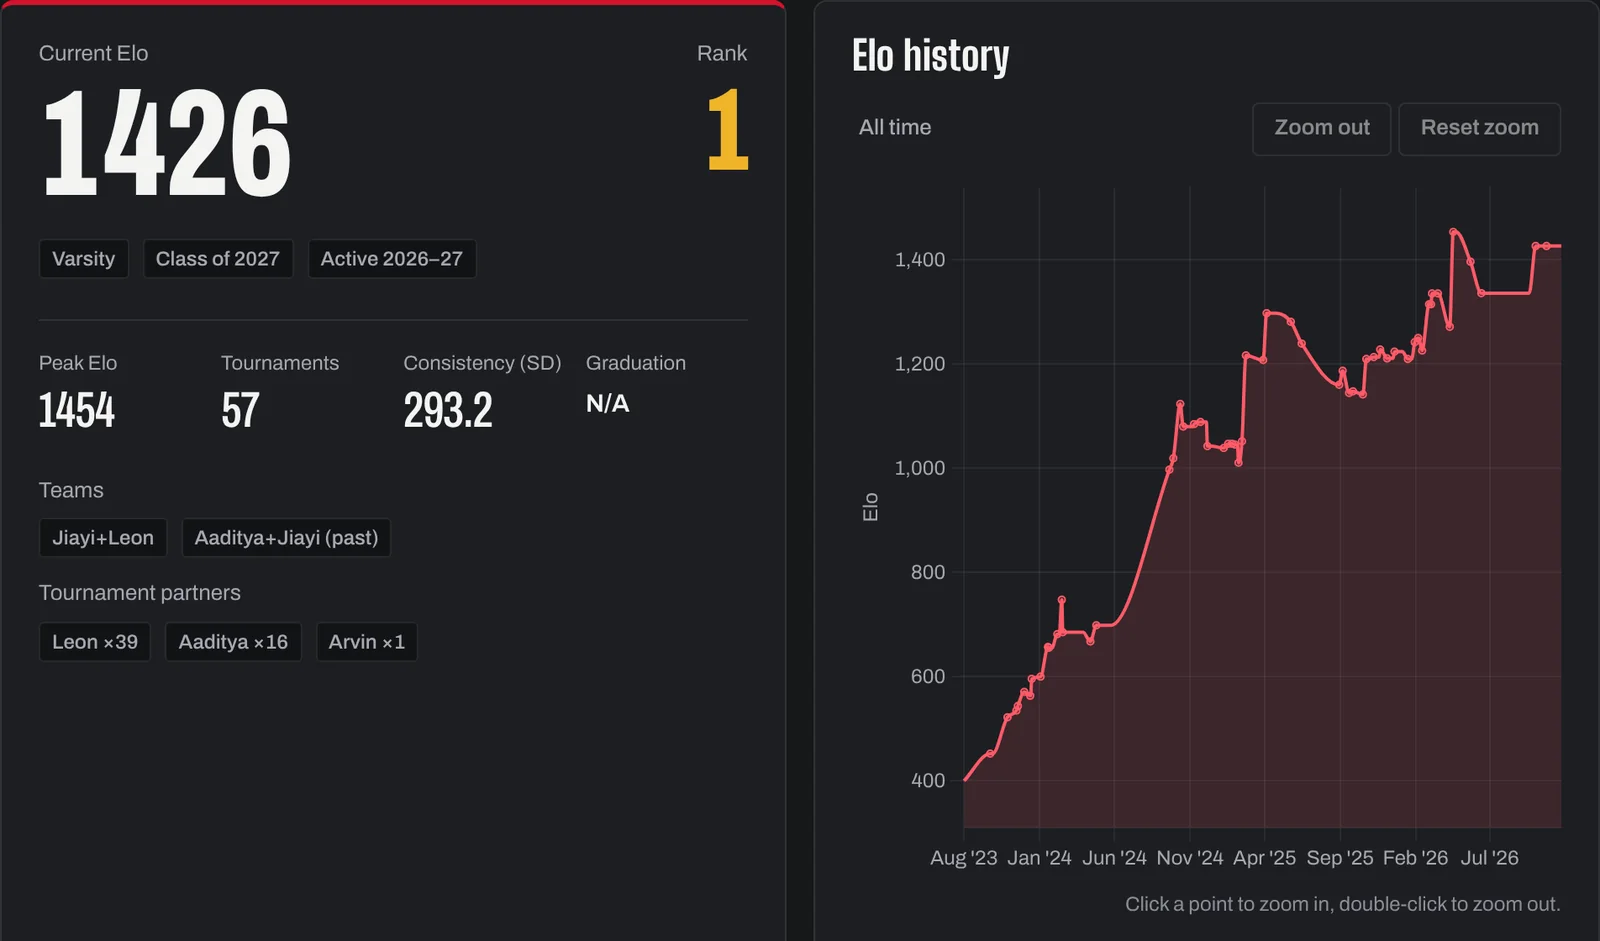 Current Elo
Rank
1426
1
Varsity
Class of 2027
Active 2026–27
Peak Elo
Tournaments
Consistency (SD)
Graduation
1454
57
293.2
N/A
Teams
Jiayi+Leon
Aaditya+Jiayi (past)
Tournament partners
Leon ×39
Aaditya ×16
Arvin ×1
Elo history
All time
Zoom out
Reset zoom
1,400
1,200
1,000
800
600
400
Elo
Aug '23
Jan '24
Jun '24
Nov '24
Apr '25
Sep '25
Feb '26
Jul '26
Click a point to zoom in, double-click to zoom out.